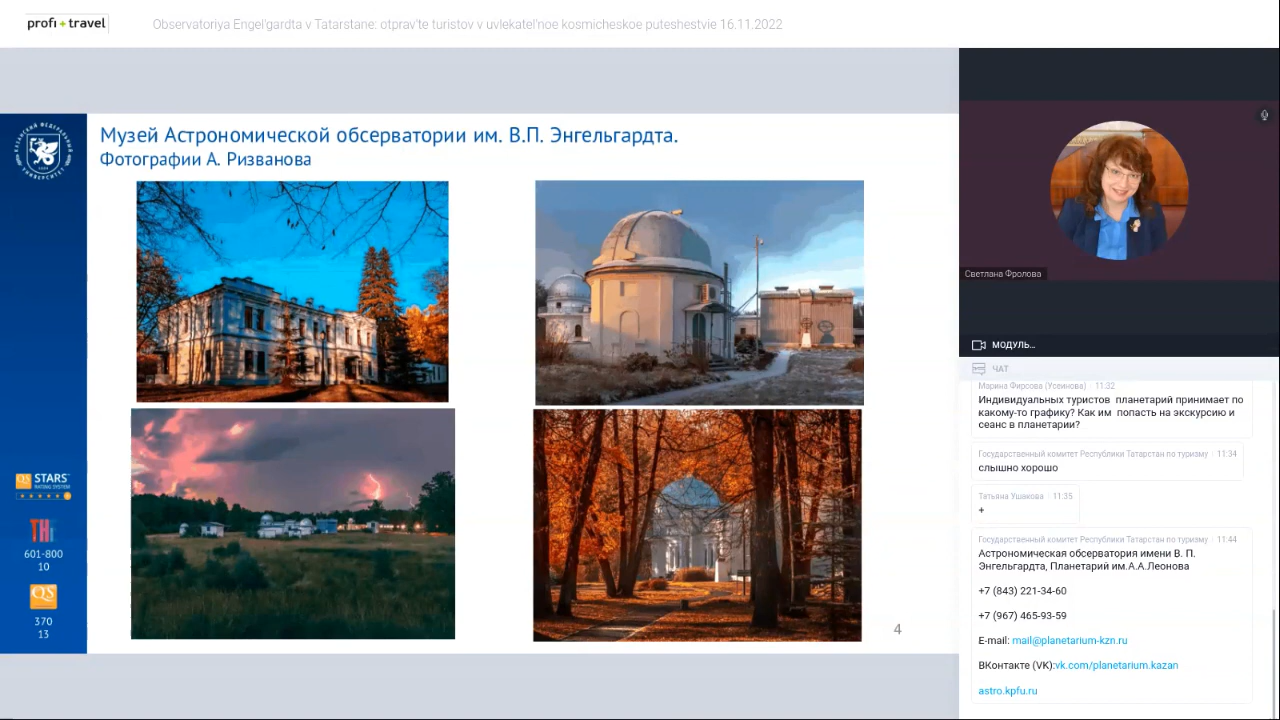 profi travel
Observatoriya Engel'gardta v Tatarstane: otprav'te turistov v uvlekatel'noe kosmicheskoe puteshestvie 16.11.2022
Музей Астрономической обсерватории им. В.П. Энгельгардта.
Фотографии А. Ризванова
QS STARS
RATING SYSTEM
THE
601-800
10
QS
370
13
4
Светлана Фролова
МОДУЛЬ...
ЧАТ
Марина Фирсова (Усеинова) 11:32
Индивидуальных туристов планетарий принимает по
какому-то графику? Как им попасть на экскурсию и
сеанс в планетарии?
Государственный комитет Республики Татарстан по туризму 11:34
слышно хорошо
Татьяна Ушакова 11:35
+
Государственный комитет Республики Татарстан по туризму 11:44
Астрономическая обсерватория имени В. П.
Энгельгардта, Планетарий им.А.А.Леонова
+7 (843) 221-34-60
+7 (967) 465-93-59
E-mail: mail@planetarium-kzn.ru
ВКонтакте (VK):vk.com/planetarium.kazan
astro.kpfu.ru